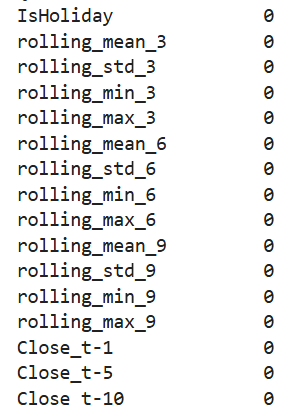 IsHoliday 0
rolling_mean_3 0
rolling_std_3 0
rolling_min_3 0
rolling_max_3 0
rolling_mean_6 0
rolling_std_6 0
rolling_min_6 0
rolling_max_6 0
rolling_mean_9 0
rolling_std_9 0
rolling_min_9 0
rolling_max_9 0
Close_t-1 0
Close_t-5 0
Close_t-10 0